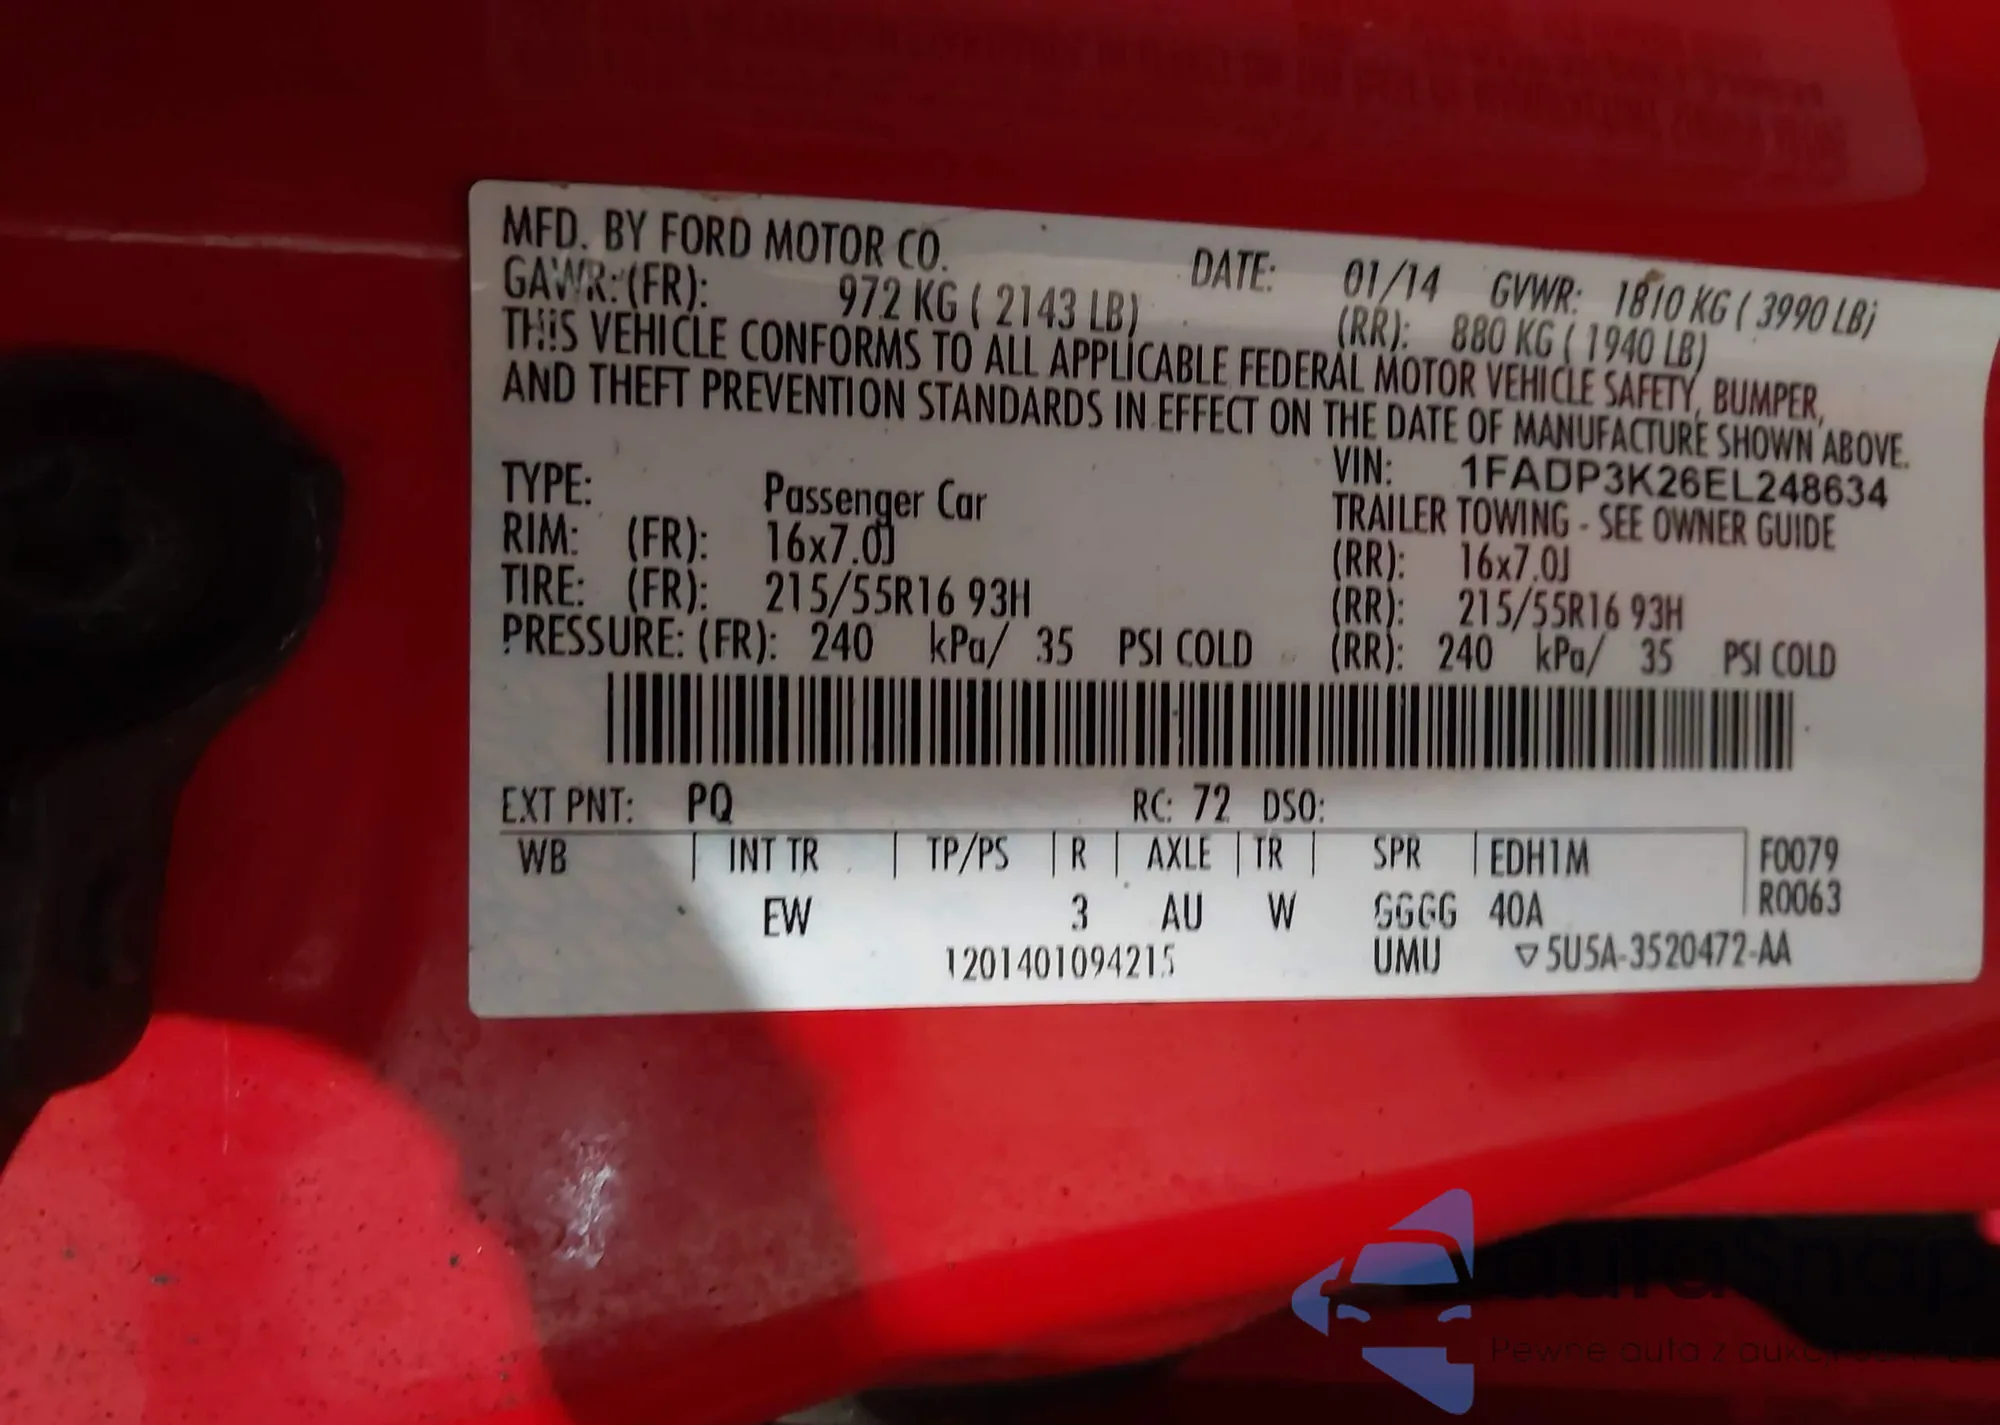 MFD. BY FORD MOTOR CO. DATE: 01/14 GVWR: 1810 KG ( 3990 LB)
GAWR: (FR): 972 KG ( 2143 LB) (RR): 880 KG ( 1940 LB)
THIS VEHICLE CONFORMS TO ALL APPLICABLE FEDERAL MOTOR VEHICLE SAFETY, BUMPER,
AND THEFT PREVENTION STANDARDS IN EFFECT ON THE DATE OF MANUFACTURE SHOWN ABOVE.
VIN: 1FADP3K26EL248634
TYPE: Passenger Car TRAILER TOWING - SEE OWNER GUIDE
RIM: (FR): 16x7.0J (RR): 16x7.0J
TIRE: (FR): 215/55R16 93H (RR): 215/55R16 93H
PRESSURE: (FR): 240 kPa/ 35 PSI COLD (RR): 240 kPa/ 35 PSI COLD
EXT PNT: PQ RC: 72 DSO:
WB | INT TR | TP/PS | R | AXLE | TR | SPR | EDH1M F0079
EW 3 AU W GGGG 40A R0063
1201401094215 UMU ▽5U5A-3520472-AA
autoSnap
Pewne auto z